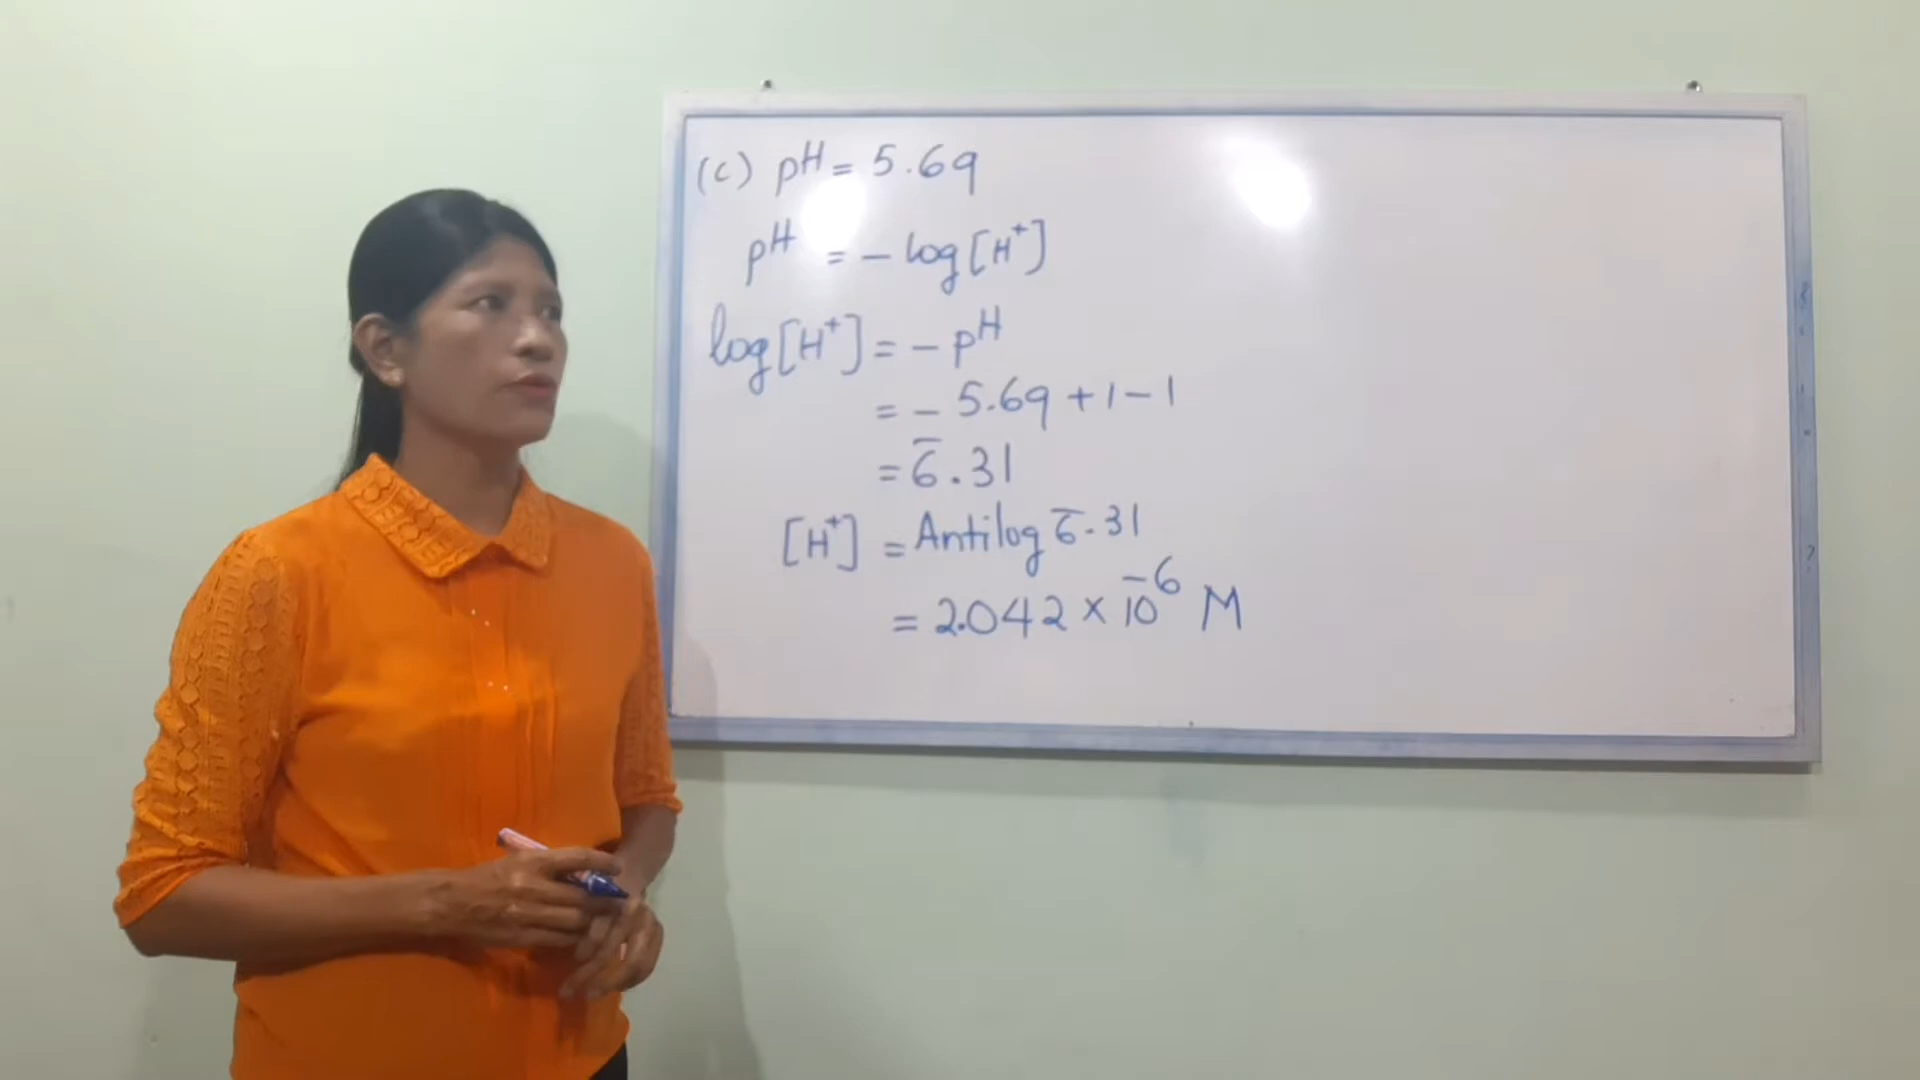 (c) pH = 5.69
pH = - log [H⁺]
log [H⁺] = - pH
= - 5.69 + 1 - 1
= 6̅.31
[H⁺] = Antilog 6̅.31
= 2.042 × 10⁻⁶ M